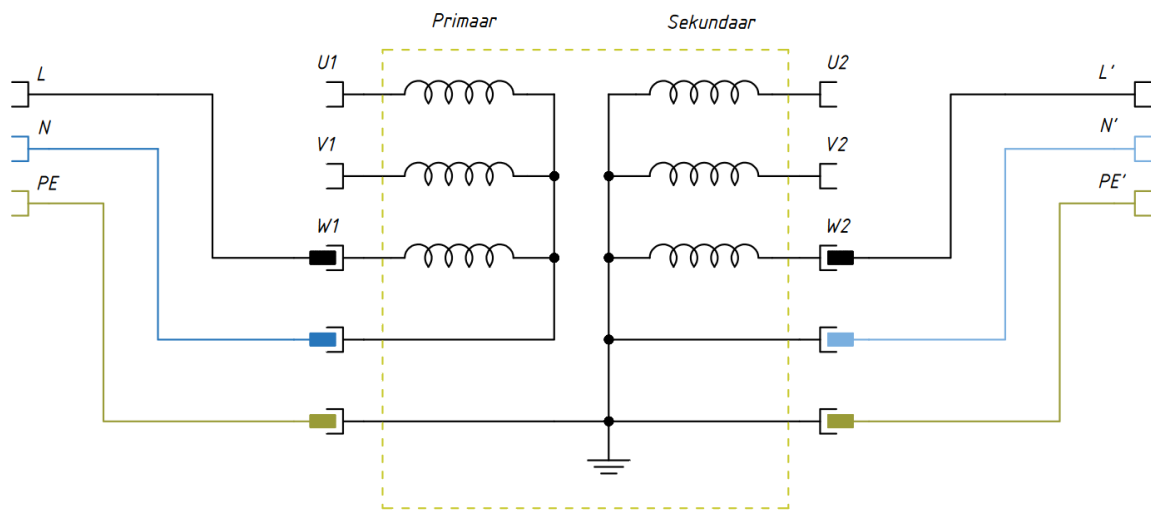 Primaar
Sekundaar
L
U1
U2
L'
N
V1
V2
N'
PE
W1
W2
PE'